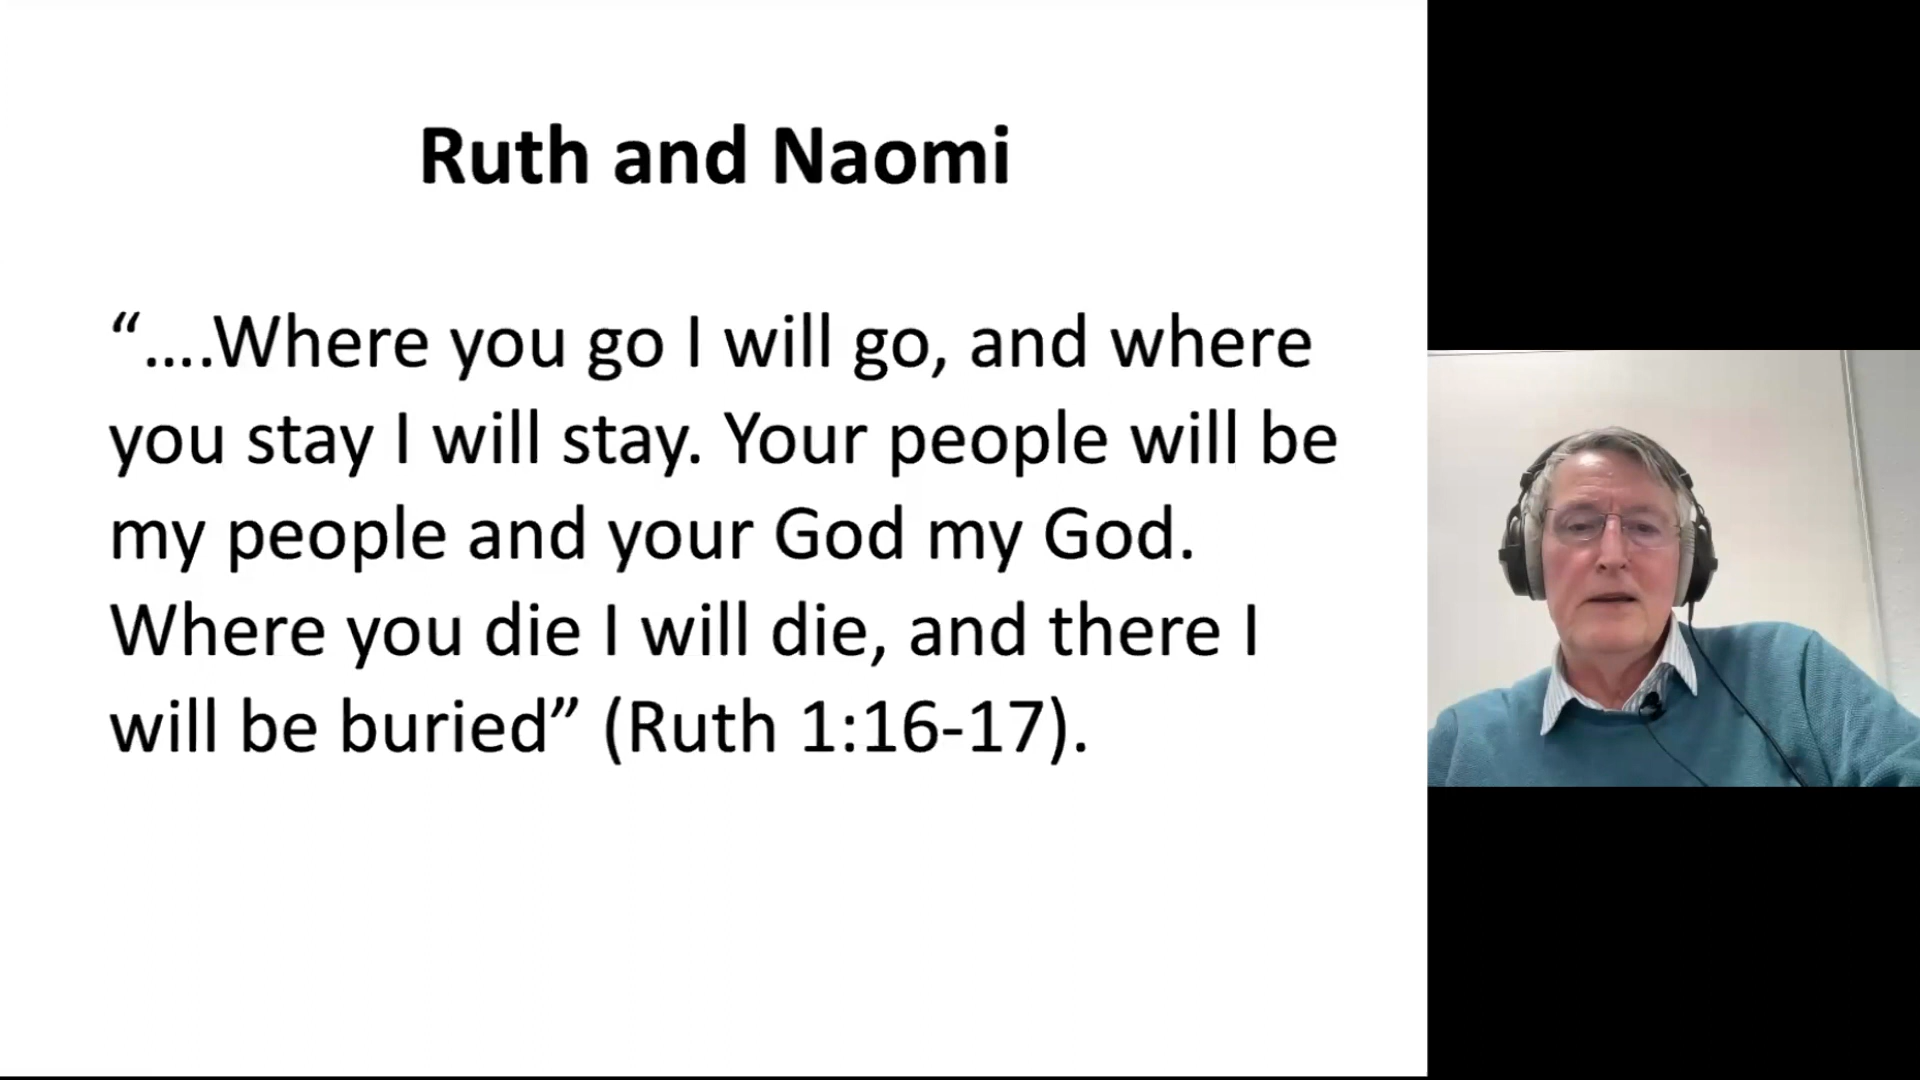 Ruth and Naomi
“....Where you go I will go, and where
you stay I will stay. Your people will be
my people and your God my God.
Where you die I will die, and there I
will be buried” (Ruth 1:16-17).